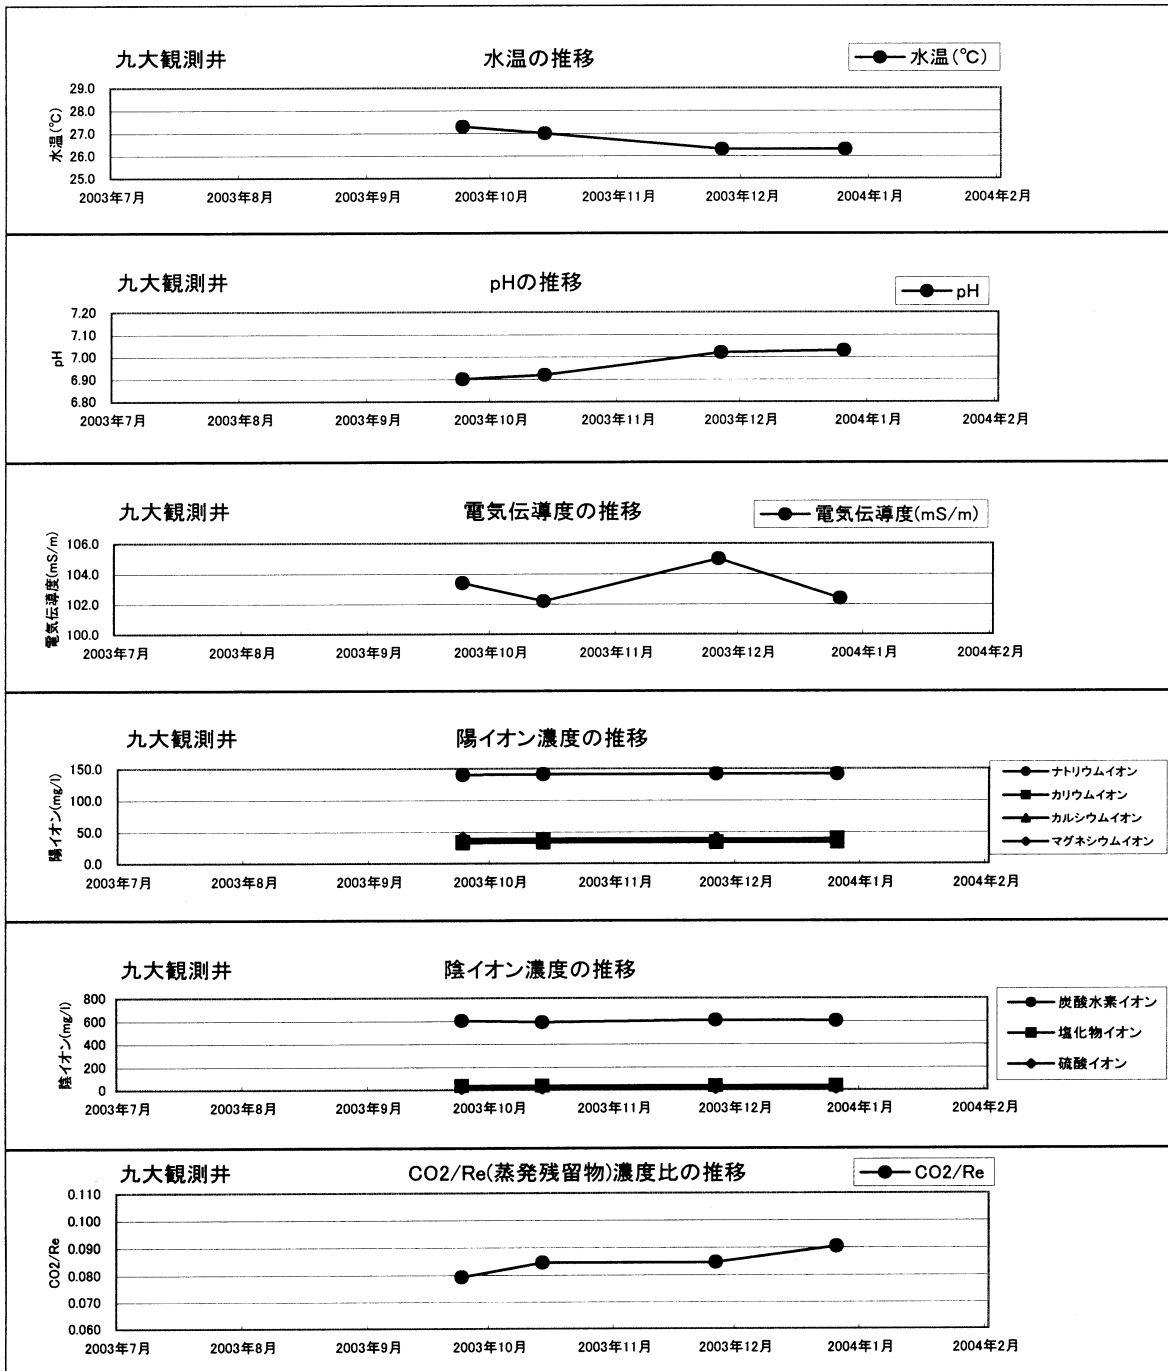 九大観測井 水温の推移 水温(℃)
29.0
28.0
27.0
26.0
25.0
水温(℃)
2003年7月 2003年8月 2003年9月 2003年10月 2003年11月 2003年12月 2004年1月 2004年2月
九大観測井 pHの推移 pH
7.20
7.10
7.00
6.90
6.80
pH
2003年7月 2003年8月 2003年9月 2003年10月 2003年11月 2003年12月 2004年1月 2004年2月
九大観測井 電気伝導度の推移 電気伝導度(mS/m)
106.0
104.0
102.0
100.0
電気伝導度(mS/m)
2003年7月 2003年8月 2003年9月 2003年10月 2003年11月 2003年12月 2004年1月 2004年2月
九大観測井 陽イオン濃度の推移
150.0
100.0
50.0
0.0
陽イオン(mg/l)
ナトリウムイオン
カリウムイオン
カルシウムイオン
マグネシウムイオン
2003年7月 2003年8月 2003年9月 2003年10月 2003年11月 2003年12月 2004年1月 2004年2月
九大観測井 陰イオン濃度の推移
800
600
400
200
0
陰イオン(mg/l)
炭酸水素イオン
塩化物イオン
硫酸イオン
2003年7月 2003年8月 2003年9月 2003年10月 2003年11月 2003年12月 2004年1月 2004年2月
九大観測井 CO2/Re(蒸発残留物)濃度比の推移 CO2/Re
0.110
0.100
0.090
0.080
0.070
0.060
CO2/Re
2003年7月 2003年8月 2003年9月 2003年10月 2003年11月 2003年12月 2004年1月 2004年2月